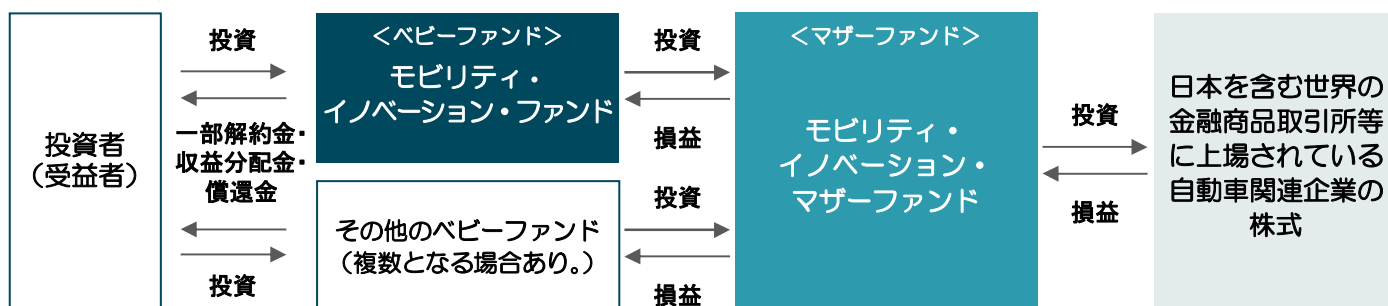 投資者
（受益者）
投資
一部解約金・
収益分配金・
償還金
投資
＜ベビーファンド＞
モビリティ・
イノベーション・ファンド
その他のベビーファンド
（複数となる場合あり。）
投資
損益
投資
損益
＜マザーファンド＞
モビリティ・
イノベーション・
マザーファンド
投資
損益
日本を含む世界の
金融商品取引所等
に上場されている
自動車関連企業の
株式